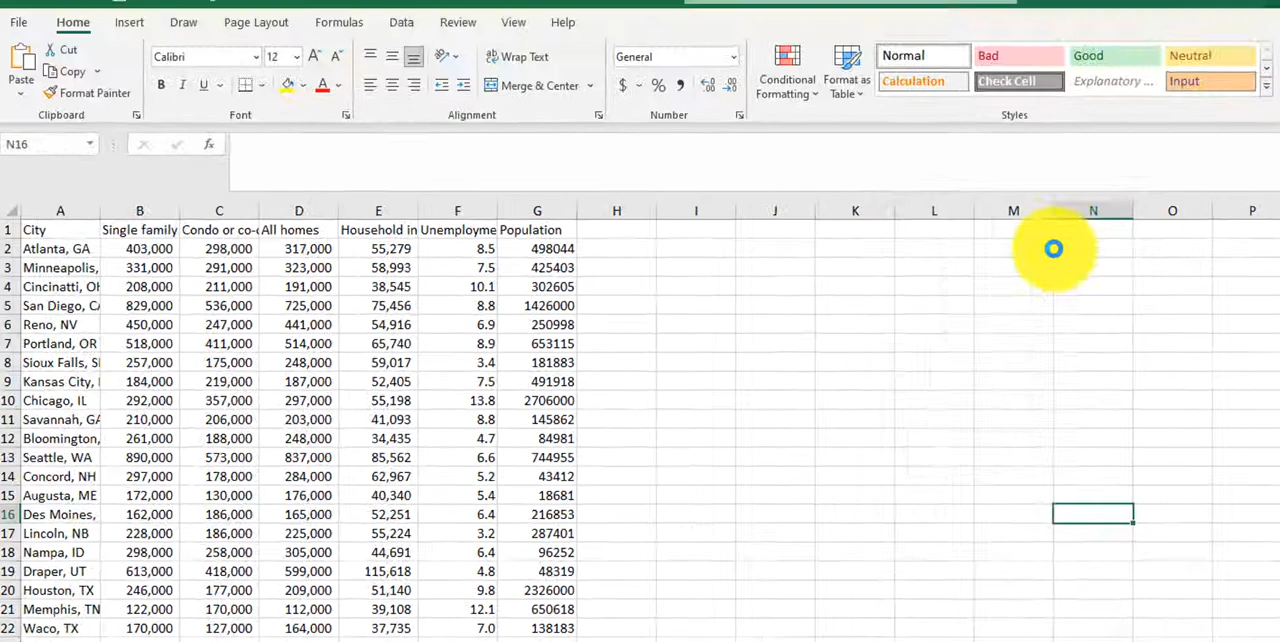 File Home Insert Draw Page Layout Formulas Data Review View Help
Cut
Copy
Format Painter
Paste
Calibri 12
B I U
Wrap Text
Merge & Center
General
$ % ,
Conditional Formatting
Format as Table
Normal Bad Good Neutral
Calculation Check Cell Explanatory ... Input
Clipboard Font Alignment Number Styles
N16 fx
A B C D E F G H I J K L M N O P
1 City Single family Condo or co- All homes Household in Unemployme Population
2 Atlanta, GA 403,000 298,000 317,000 55,279 8.5 498044
3 Minneapolis, 331,000 291,000 323,000 58,993 7.5 425403
4 Cincinatti, OH 208,000 211,000 191,000 38,545 10.1 302605
5 San Diego, CA 829,000 536,000 725,000 75,456 8.8 1426000
6 Reno, NV 450,000 247,000 441,000 54,916 6.9 250998
7 Portland, OR 518,000 411,000 514,000 65,740 8.9 653115
8 Sioux Falls, S 257,000 175,000 248,000 59,017 3.4 181883
9 Kansas City, 184,000 219,000 187,000 52,405 7.5 491918
10 Chicago, IL 292,000 357,000 297,000 55,198 13.8 2706000
11 Savannah, GA 210,000 206,000 203,000 41,093 8.8 145862
12 Bloomington, 261,000 188,000 248,000 34,435 4.7 84981
13 Seattle, WA 890,000 573,000 837,000 85,562 6.6 744955
14 Concord, NH 297,000 178,000 284,000 62,967 5.2 43412
15 Augusta, ME 172,000 130,000 176,000 40,340 5.4 18681
16 Des Moines, 162,000 186,000 165,000 52,251 6.4 216853
17 Lincoln, NB 228,000 186,000 225,000 55,224 3.2 287401
18 Nampa, ID 298,000 258,000 305,000 44,691 6.4 96252
19 Draper, UT 613,000 418,000 599,000 115,618 4.8 48319
20 Houston, TX 246,000 177,000 209,000 51,140 9.8 2326000
21 Memphis, TN 122,000 170,000 112,000 39,108 12.1 650618
22 Waco, TX 170,000 127,000 164,000 37,735 7.0 138183